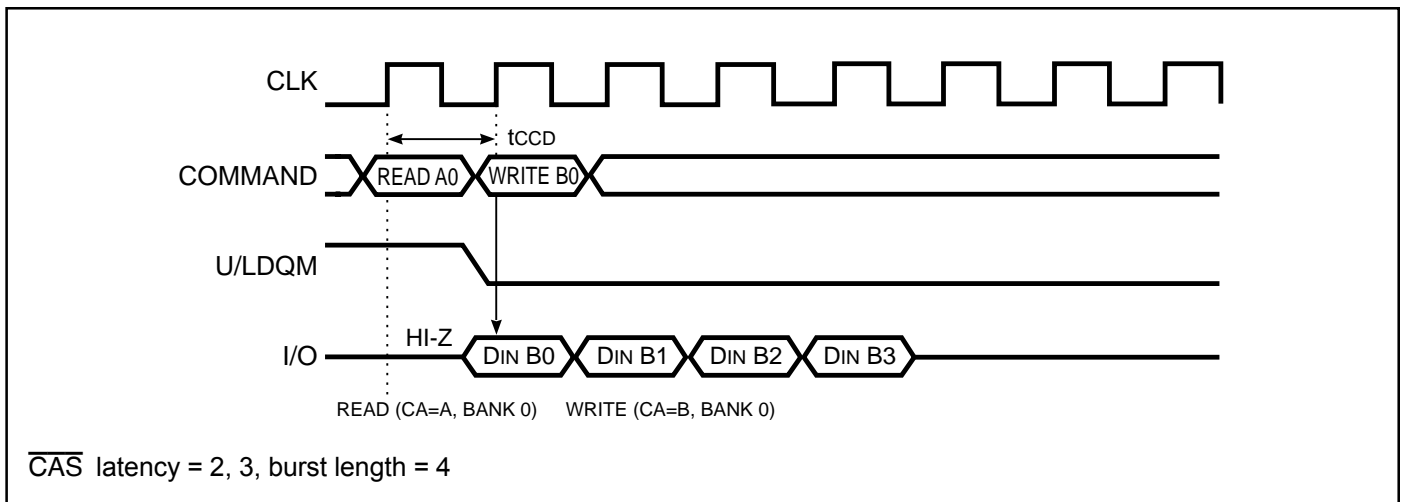 CLK
tCCD
COMMAND READ A0 WRITE B0
U/LDQM
HI-Z
I/O DIN B0 DIN B1 DIN B2 DIN B3
READ (CA=A, BANK 0) WRITE (CA=B, BANK 0)
CAS latency = 2, 3, burst length = 4